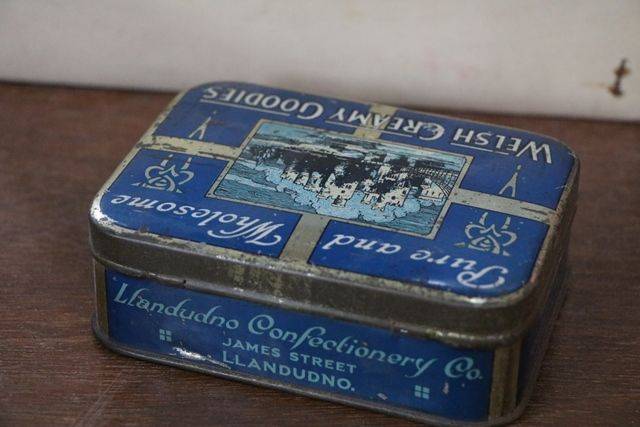 WELSH CREAMY GOODIES
Pure and Wholesome
Llandudno Confectionery Co.
JAMES STREET
LLANDUDNO.